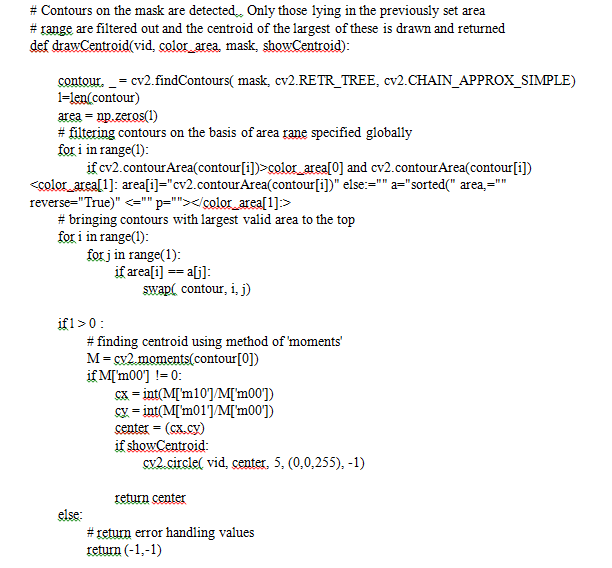 # Contours on the mask are detected.. Only those lying in the previously set area
# range are filtered out and the centroid of the largest of these is drawn and returned
def drawCentroid(vid, color_area, mask, showCentroid):
contour, _ = cv2.findContours( mask, cv2.RETR_TREE, cv2.CHAIN_APPROX_SIMPLE)
l=len(contour)
area = np.zeros(l)
# filtering contours on the basis of area rane specified globally
for i in range(l):
if cv2.contourArea(contour[i])>color_area[0] and cv2.contourArea(contour[i])
<color_area[1]: area[i]="cv2.contourArea(contour[i])" else:="" a="sorted(" area,=""
reverse="True)" <="" p=""></color_area[1]:>
# bringing contours with largest valid area to the top
for i in range(l):
for j in range(1):
if area[i] == a[j]:
swap( contour, i, j)
if l > 0 :
# finding centroid using method of 'moments'
M = cv2.moments(contour[0])
if M['m00'] != 0:
cx = int(M['m10']/M['m00'])
cy = int(M['m01']/M['m00'])
center = (cx,cy)
if showCentroid:
cv2.circle( vid, center, 5, (0,0,255), -1)
return center
else:
# return error handling values
return (-1,-1)